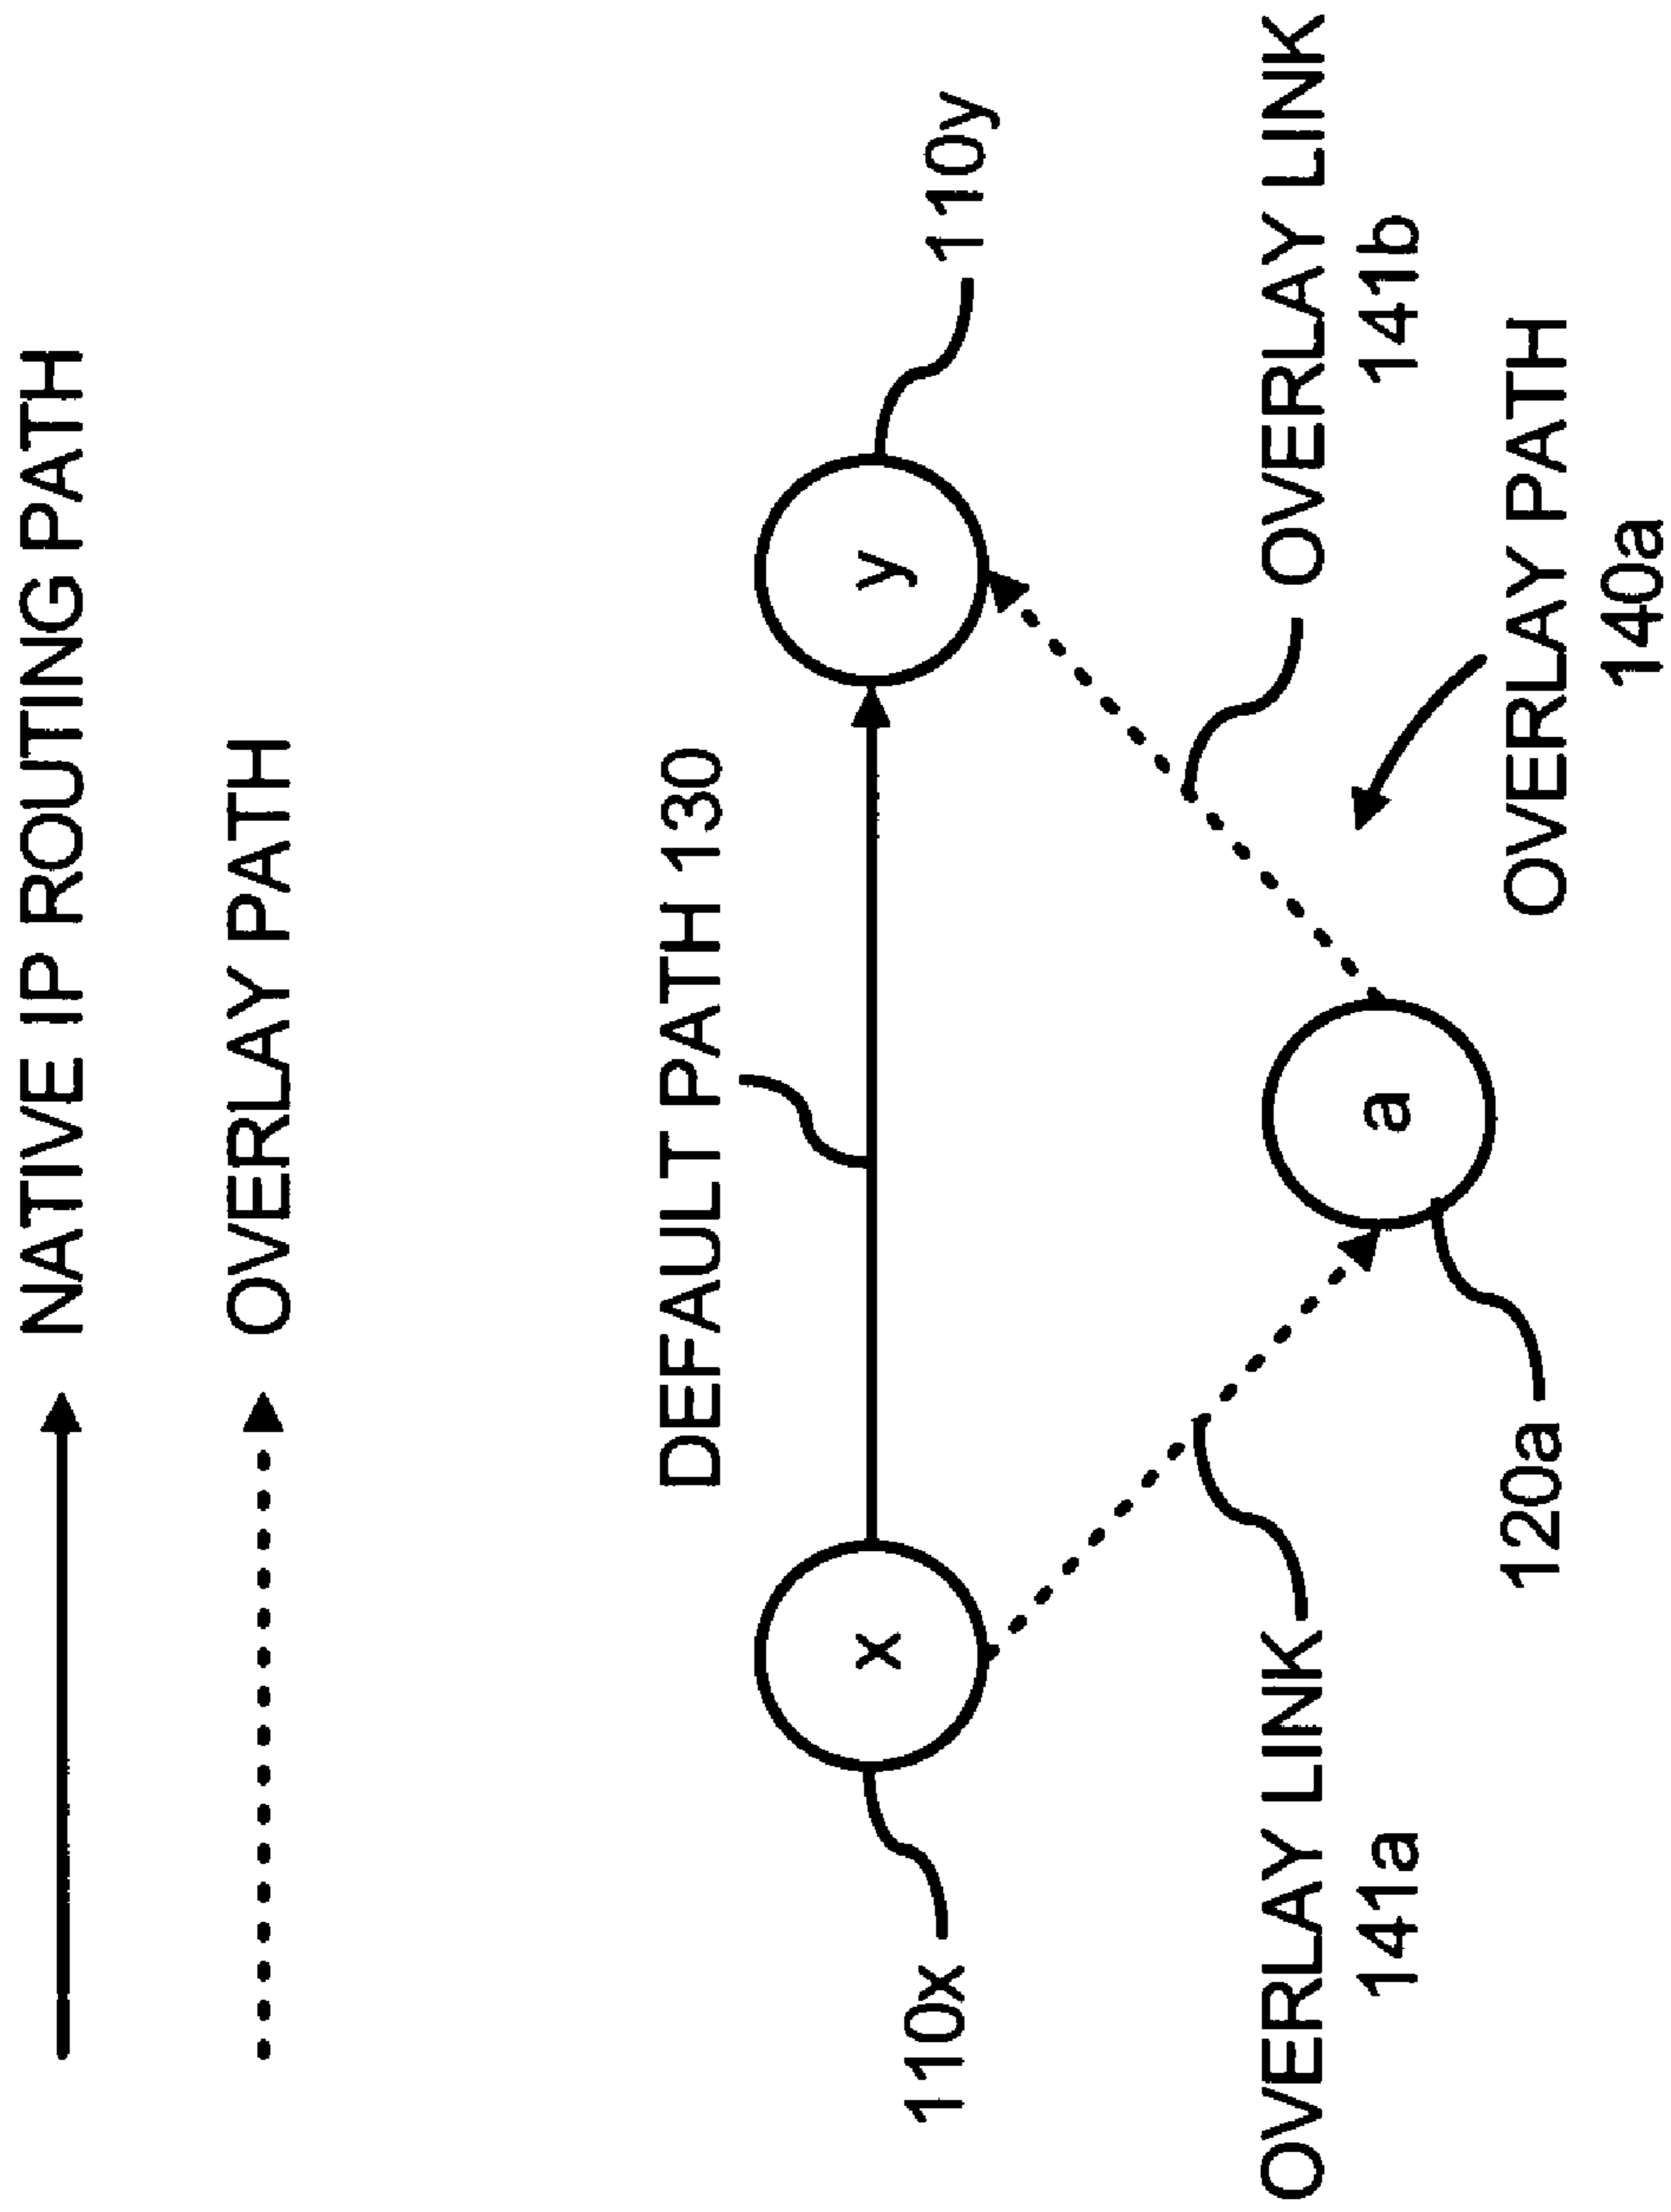 NATIVE IP ROUTING PATH
OVERLAY PATH
DEFAULT PATH 130
x
y
110x
110y
a
OVERLAY LINK
141a
OVERLAY LINK
141b
120a
OVERLAY PATH
140a